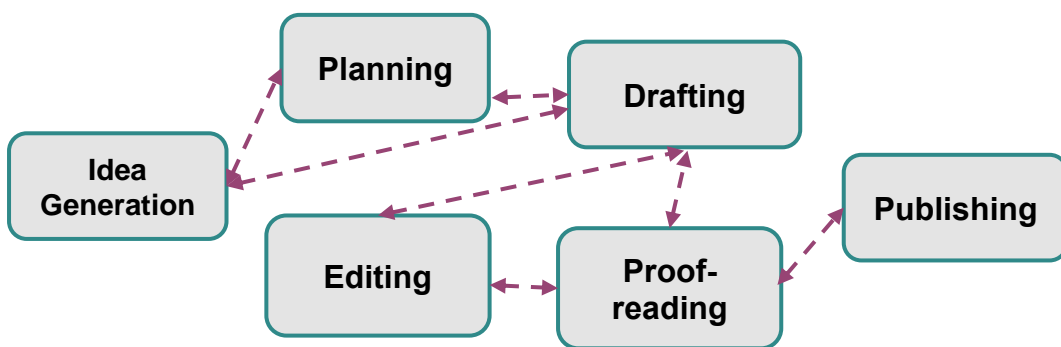 Planning
Drafting
Idea
Generation
Publishing
Editing
Proof-
reading